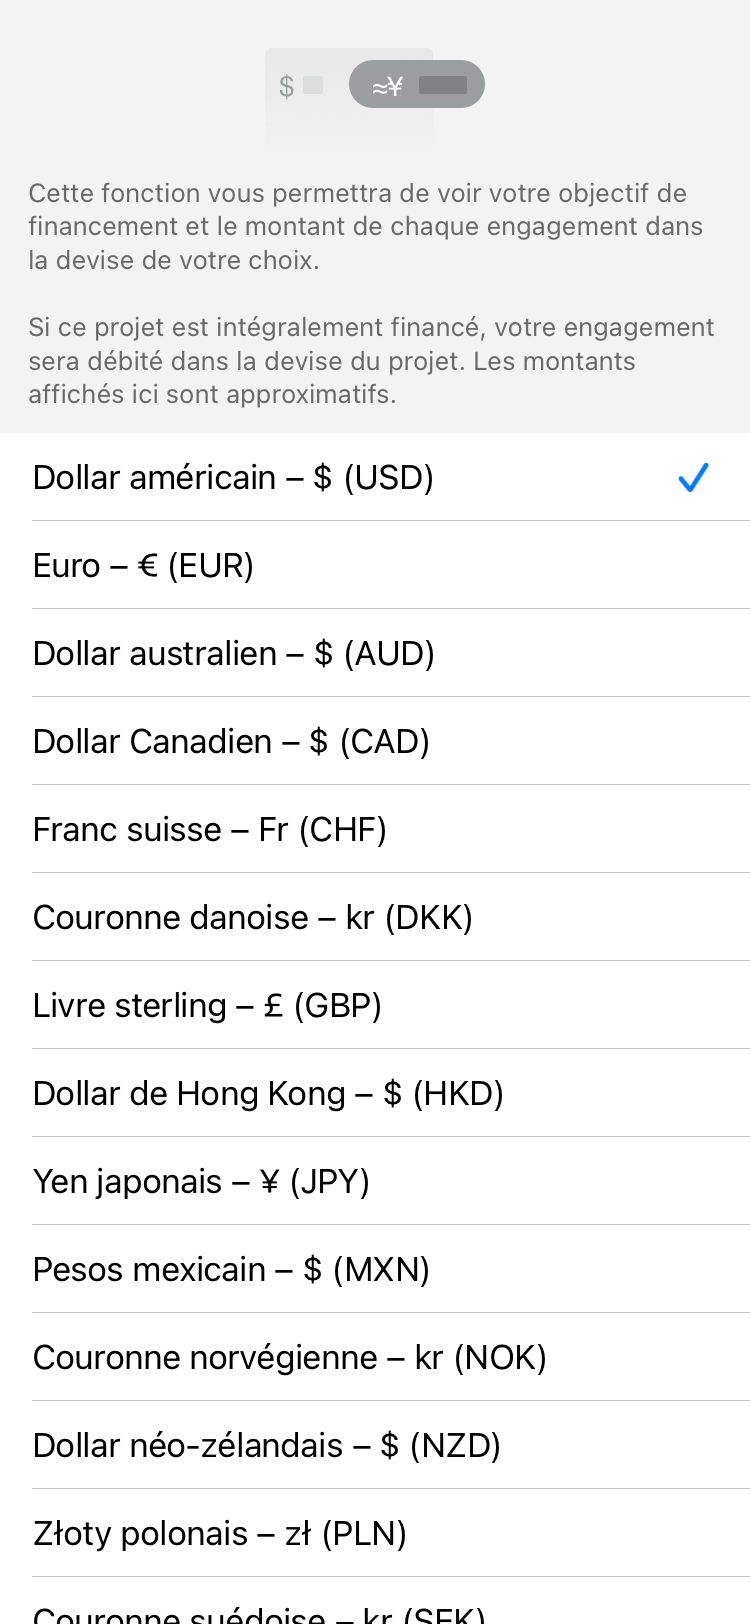 $ ≈¥
Cette fonction vous permettra de voir votre objectif de
financement et le montant de chaque engagement dans
la devise de votre choix.
Si ce projet est intégralement financé, votre engagement
sera débité dans la devise du projet. Les montants
affichés ici sont approximatifs.
Dollar américain – $ (USD)
Euro – € (EUR)
Dollar australien – $ (AUD)
Dollar Canadien – $ (CAD)
Franc suisse – Fr (CHF)
Couronne danoise – kr (DKK)
Livre sterling – £ (GBP)
Dollar de Hong Kong – $ (HKD)
Yen japonais – ¥ (JPY)
Pesos mexicain – $ (MXN)
Couronne norvégienne – kr (NOK)
Dollar néo-zélandais – $ (NZD)
Złoty polonais – zł (PLN)
Couronne suédoise – kr (SEK)